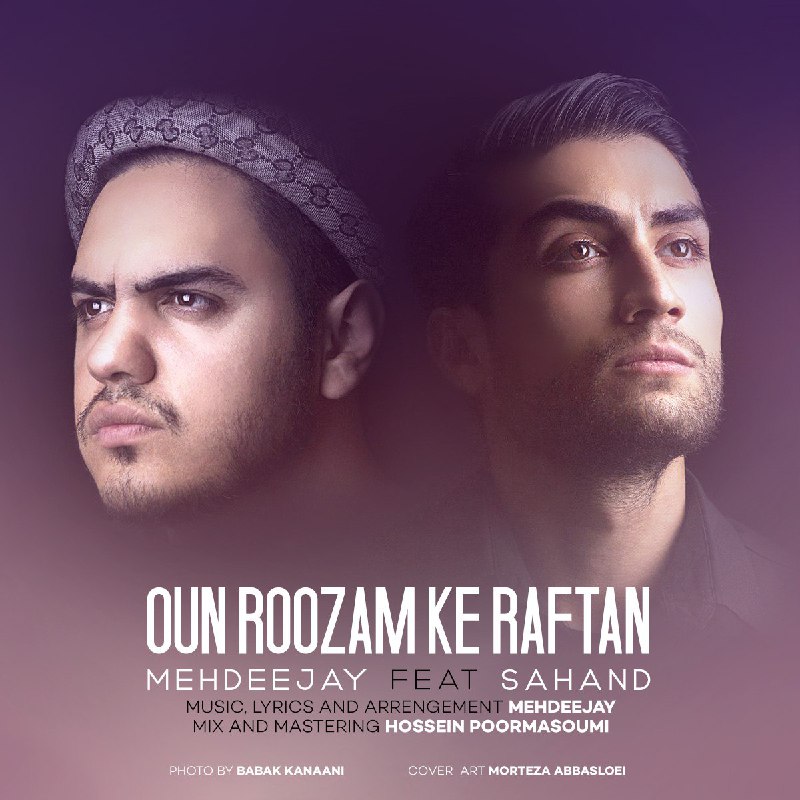 OUN ROOZAM KE RAFTAN
MEHDEEJAY FEAT SAHAND
MUSIC, LYRICS AND ARRENGEMENT MEHDEEJAY
MIX AND MASTERING HOSSEIN POORMASOUMI
PHOTO BY BABAK KANAANI COVER ART MORTEZA ABBASLOEI